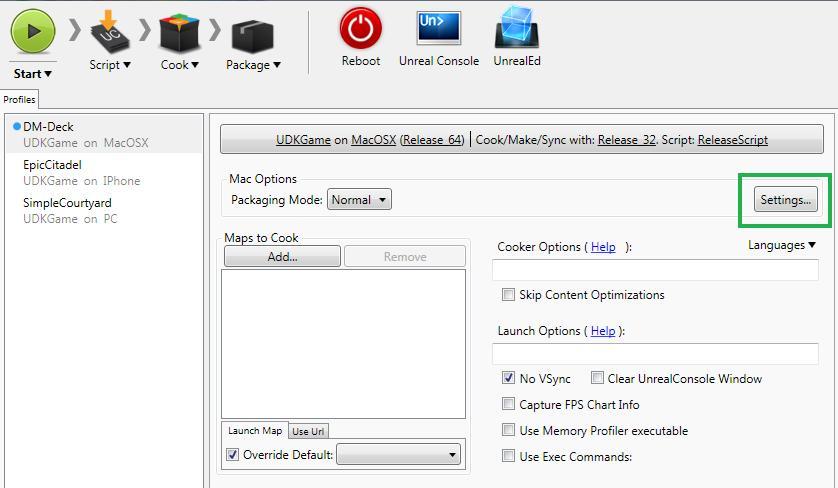 UC
Un>
Start
Script
Cook
Package
Reboot
Unreal Console
UnrealEd
Profiles
DM-Deck
UDKGame on MacOSX
EpicCitadel
UDKGame on IPhone
SimpleCourtyard
UDKGame on PC
UDKGame on MacOSX (Release_64) | Cook/Make/Sync with: Release_32. Script: ReleaseScript
Mac Options
Packaging Mode: Normal
Settings...
Maps to Cook
Add...
Remove
Launch Map
Use Url
Override Default:
Cooker Options ( Help ):
Languages
Skip Content Optimizations
Launch Options ( Help ):
No VSync
Clear UnrealConsole Window
Capture FPS Chart Info
Use Memory Profiler executable
Use Exec Commands: